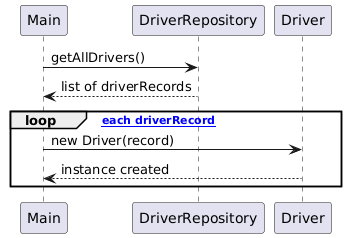 Main DriverRepository Driver
getAllDrivers()
list of driverRecords
loop each driverRecord
new Driver(record)
instance created
Main DriverRepository Driver